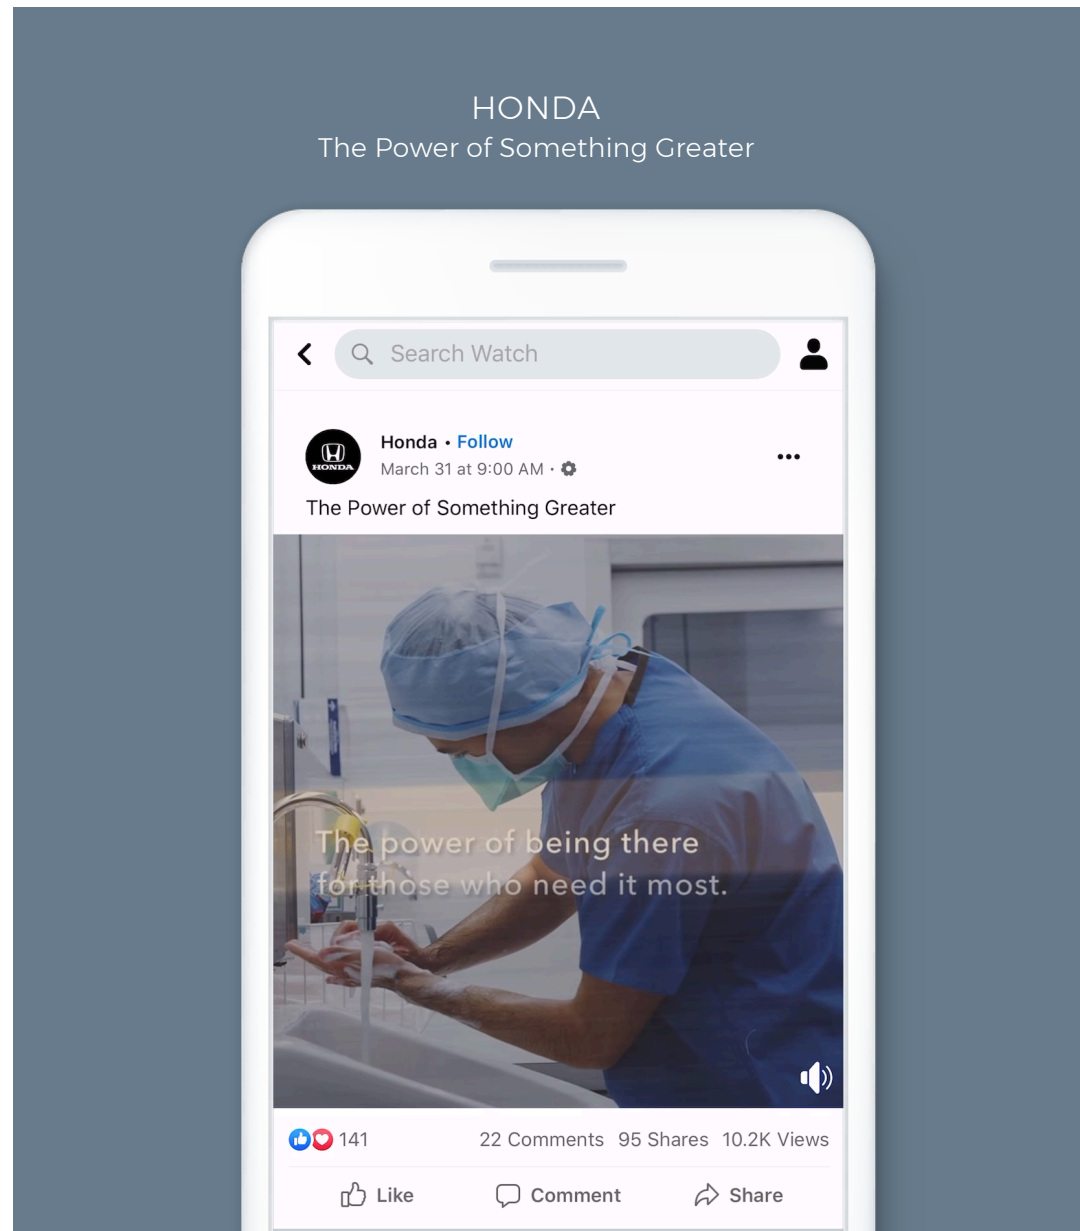 HONDA
The Power of Something Greater
Search Watch
HONDA
Honda • Follow
March 31 at 9:00 AM ·
The Power of Something Greater
The power of being there
for those who need it most.
141 22 Comments 95 Shares 10.2K Views
Like Comment Share